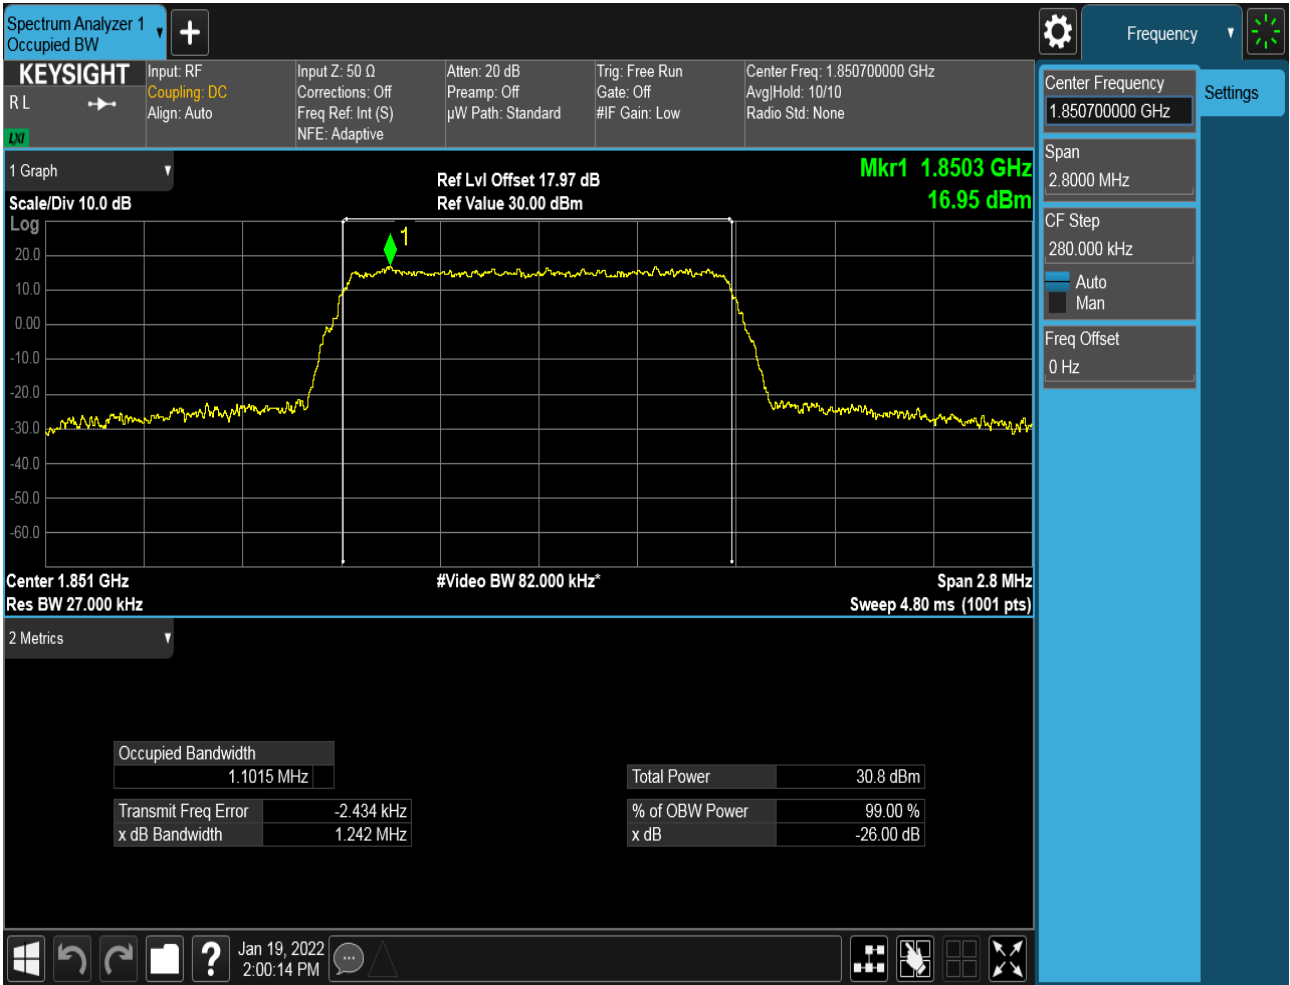 Spectrum Analyzer 1
Occupied BW
+
Frequency
KEYSIGHT
R L
LXI
Input: RF
Coupling: DC
Align: Auto
Input Z: 50 Ω
Corrections: Off
Freq Ref: Int (S)
NFE: Adaptive
Atten: 20 dB
Preamp: Off
µW Path: Standard
Trig: Free Run
Gate: Off
#IF Gain: Low
Center Freq: 1.850700000 GHz
Avg|Hold: 10/10
Radio Std: None
Center Frequency
1.850700000 GHz
Settings
Span
2.8000 MHz
CF Step
280.000 kHz
Auto
Man
Freq Offset
0 Hz
1 Graph
Scale/Div 10.0 dB
Log
Ref Lvl Offset 17.97 dB
Ref Value 30.00 dBm
Mkr1 1.8503 GHz
16.95 dBm
1
20.0
10.0
0.00
-10.0
-20.0
-30.0
-40.0
-50.0
-60.0
Center 1.851 GHz
Res BW 27.000 kHz
#Video BW 82.000 kHz*
Span 2.8 MHz
Sweep 4.80 ms (1001 pts)
2 Metrics
Occupied Bandwidth
1.1015 MHz
Transmit Freq Error -2.434 kHz
x dB Bandwidth 1.242 MHz
Total Power 30.8 dBm
% of OBW Power 99.00 %
x dB -26.00 dB
?
Jan 19, 2022
2:00:14 PM